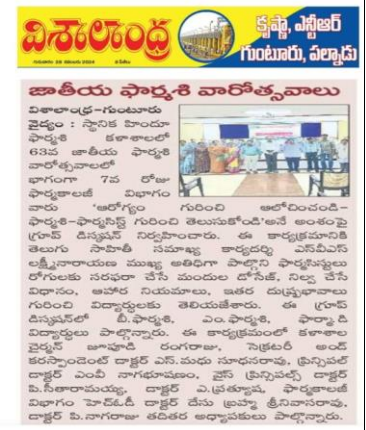 విశాలాంధ్ర
కృష్ణా, ఎన్టీఆర్
గుంటూరు, పల్నాడు
జాతీయ ఫార్మశీ వారోత్సవాలు
విశాలాంధ్ర-గుంటూరు
వైద్యం : స్థానిక హిందూ
ఫార్మశీ కళాశాలలో
63వ జాతీయ ఫార్మశీ
వారోత్సవాలలో
భాగంగా 7వ రోజు
ఫార్మాకాలజీ విభాగం
వారు 'ఆరోగ్యం గురించి ఆలోచించండి-
ఫార్మశీ-ఫార్మసిస్ట్ గురించి తెలుసుకోండి'అనే అంశంపై
గ్రూప్ డిస్కషన్ నిర్వహించారు. ఈ కార్యక్రమానికి
తెలుగు సాహితీ సమాఖ్య కార్యదర్శి ఎస్‌వీఎస్
లక్ష్మీనారాయణ ముఖ్య అతిథిగా పాల్గొని ఫార్మసిస్టులు
రోగులకు సరఫరా చేసే మందుల డోసేజ్, నిల్వ చేసే
విధానం, ఆహార నియమాలు, ఇతర దుష్ప్రభావాలు
గురించి విద్యార్థులకు తెలియజేశారు. ఈ గ్రూప్
డిస్కషన్‌లో బీ.ఫార్మశీ, ఎం.ఫార్మశీ, ఫార్మా.డి
విద్యార్థులు పాల్గొన్నారు. ఈ కార్యక్రమంలో కళాశాల
చైర్మన్ జూపూడి రంగరాజు, సెక్రటరీ అండ్
కరస్పాండెంట్ డాక్టర్ ఎస్.మధు సూధనరావు, ప్రిన్సిపల్
డాక్టర్ ఎంవీ నాగభూషణం, వైస్ ప్రిన్సిపల్స్ డాక్టర్
పి.సీతారామయ్య, డాక్టర్ ఎ.ప్రత్యూష, ఫార్మకాలజీ
విభాగం హెచ్ఓడీ డాక్టర్ దేసు బ్రహ్మ శ్రీనివాసరావు,
డాక్టర్ పి.నాగరాజు తదితర అధ్యాపకులు పాల్గొన్నారు.